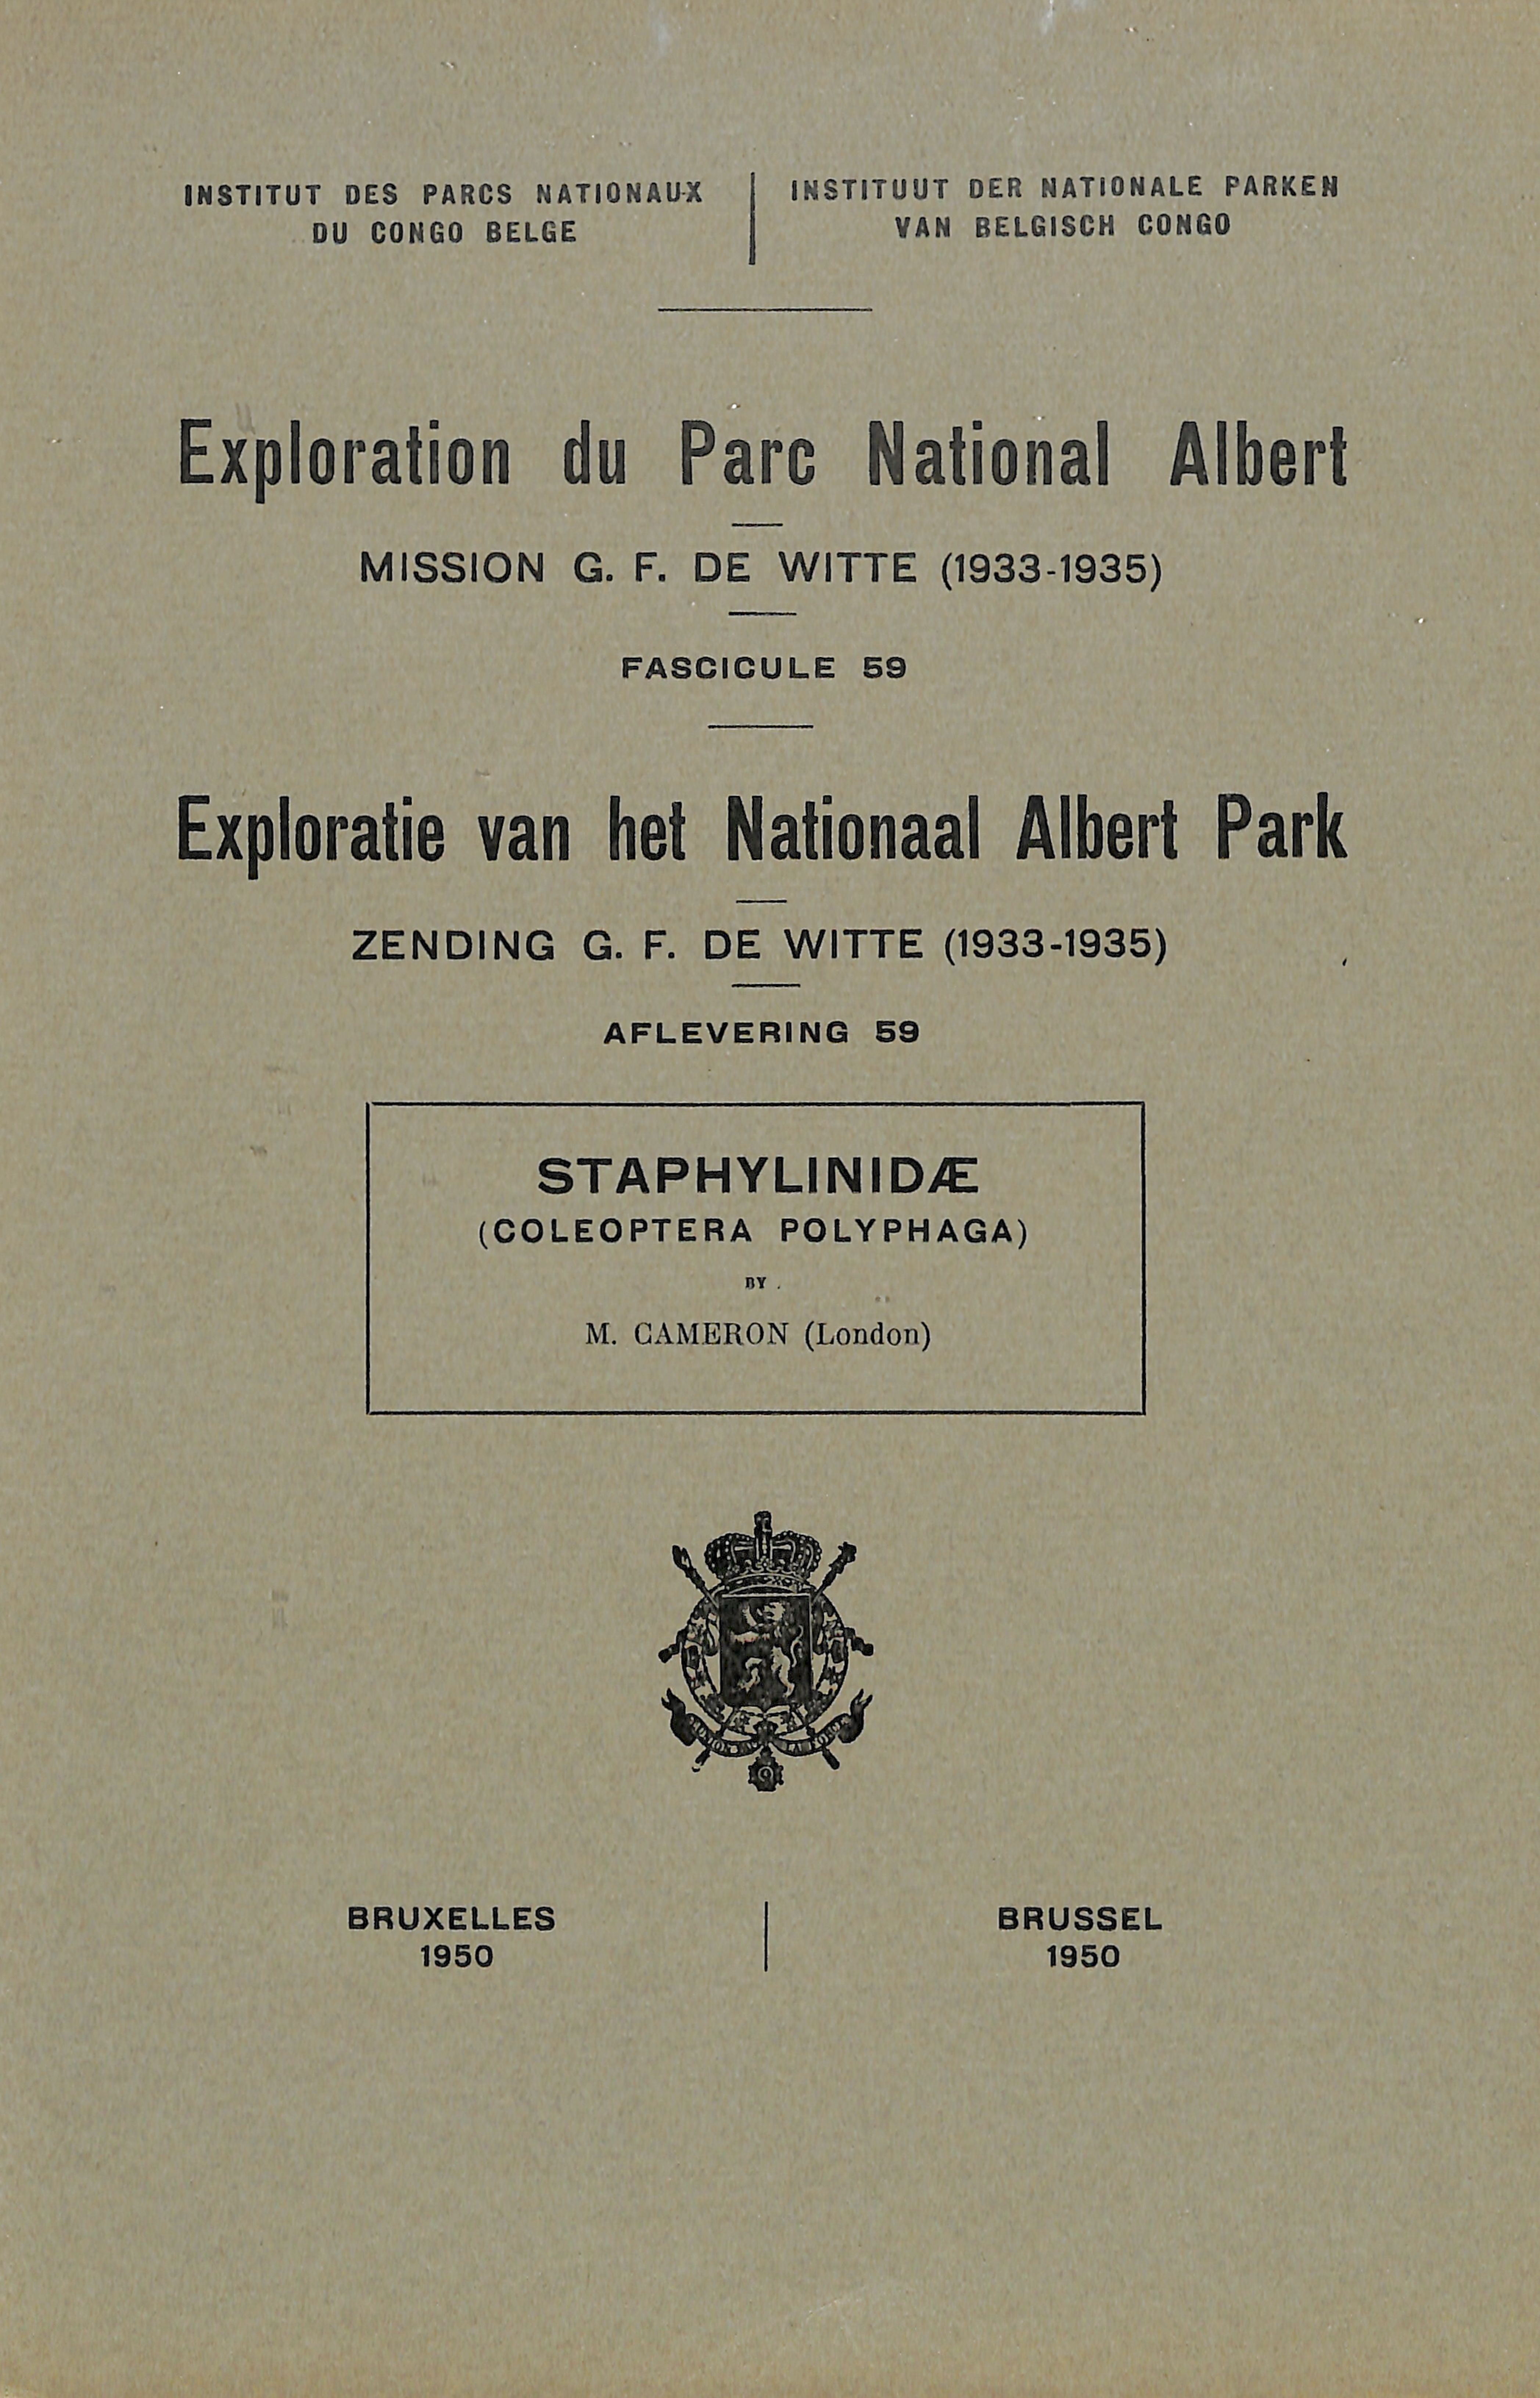 INSTITUT DES PARCS NATIONAUX
DU CONGO BELGE
INSTITUUT DER NATIONALE PARKEN
VAN BELGISCH CONGO
Exploration du Parc National Albert
MISSION G. F. DE WITTE (1933-1935)
FASCICULE 59
Exploratie van het Nationaal Albert Park
ZENDING G. F. DE WITTE (1933-1935)
AFLEVERING 59
STAPHYLINIDÆ
(COLEOPTERA POLYPHAGA)
BY
M. CAMERON (London)
BRUXELLES
1950
BRUSSEL
1950